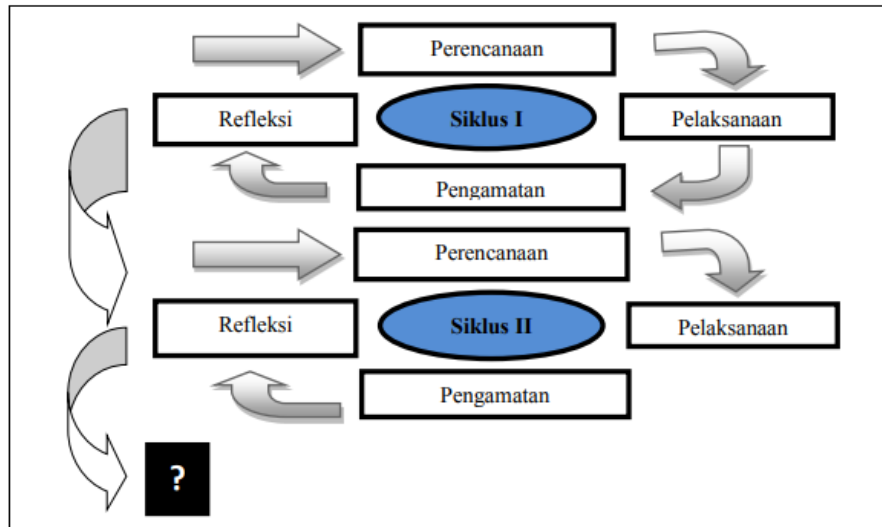 Perencanaan
Refleksi
Siklus I
Pelaksanaan
Pengamatan
Perencanaan
Refleksi
Siklus II
Pelaksanaan
Pengamatan
?